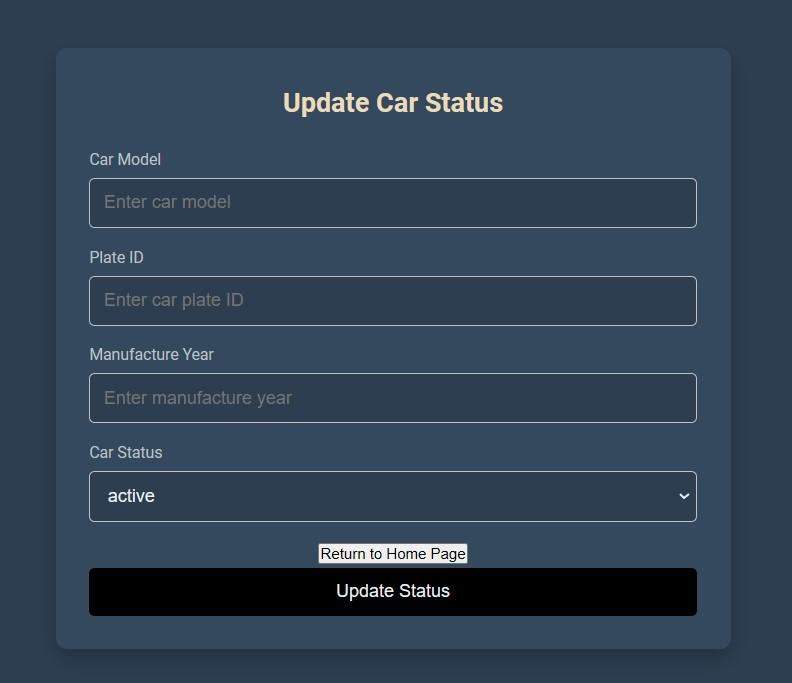 Update Car Status
Car Model
Enter car model
Plate ID
Enter car plate ID
Manufacture Year
Enter manufacture year
Car Status
active
Return to Home Page
Update Status